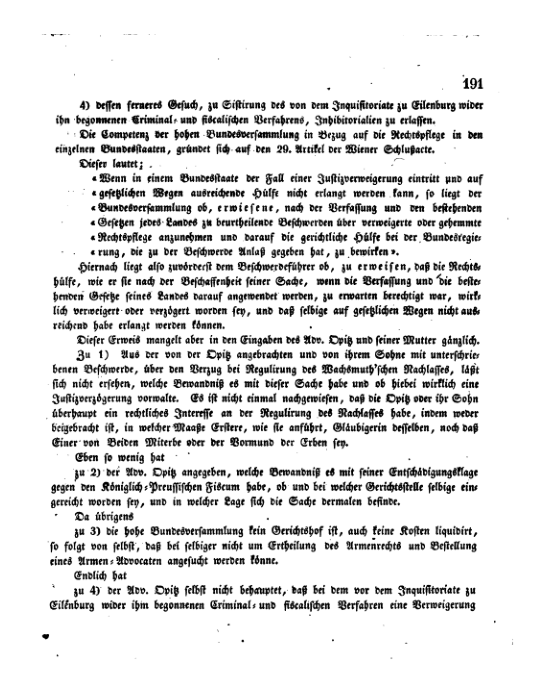 191
4) dessen ferneres Gesuch, zu Sistirung des von dem Inquisitoriate zu Eilenburg wider
ihn begonnenen Criminal- und fiscalischen Verfahrens, Inhibitorialien zu erlassen.
Die Competenz der hohen Bundesversammlung in Bezug auf die Rechtspflege in den
einzelnen Bundesstaaten, gründet sich auf den 29. Artikel der Wiener Schlußacte.
Dieser lautet;
«Wenn in einem Bundesstaate der Fall einer Justizverweigerung eintritt und auf
«gesetzlichen Wegen ausreichende Hülfe nicht erlangt werden kann, so liegt der
«Bundesversammlung ob, erwiesene, nach der Verfassung und den bestehenden
«Gesetzen jedes Landes zu beurtheilende Beschwerden über verweigerte oder gehemmte
«Rechtspflege anzunehmen und darauf die gerichtliche Hülfe bei der Bundesregie-
«rung, die zu der Beschwerde Anlaß gegeben hat, zu bewirken».
Hiernach liegt also zuvörderst dem Beschwerdeführer ob, zu erweisen, daß die Rechts-
hülfe, wie er sie nach der Beschaffenheit seiner Sache, wenn die Verfassung und die beste-
henden Gesetze seines Landes darauf angewendet werden, zu erwarten berechtigt war, wirk-
lich verweigert oder verzögert worden sey, und daß selbige auf gesetzlichen Wegen nicht aus-
reichend habe erlangt werden können.
Dieser Erweis mangelt aber in den Eingaben des Adv. Opitz und seiner Mutter gänzlich.
Zu 1) Aus der von der Opitz angebrachten und von ihrem Sohne mit unterschrie-
benen Beschwerde, über den Verzug bei Regulirung des Wachsmuth'schen Nachlasses, läßt
sich nicht ersehen, welche Bewandniß es mit dieser Sache habe und ob hiebei wirklich eine
Justizverzögerung vorwalte. Es ist nicht einmal nachgewiesen, daß die Opitz oder ihr Sohn
überhaupt ein rechtliches Interesse an der Regulirung des Nachlasses habe, indem weder
beigebracht ist, in welcher Maaße Erstere, wie sie anführt, Gläubigerin desselben, noch daß
Einer von Beiden Miterbe oder der Vormund der Erben sey.
Eben so wenig hat
zu 2) der Adv. Opitz angegeben, welche Bewandniß es mit seiner Entschädigungsklage
gegen den Königlich-Preussischen Fiscum habe, ob und bei welcher Gerichtsstelle selbige ein-
gereicht worden sey, und in welcher Lage sich die Sache dermalen befinde.
Da übrigens
zu 3) die hohe Bundesversammlung kein Gerichtshof ist, auch keine Kosten liquidirt,
so folgt von selbst, daß bei selbiger nicht um Ertheilung des Armenrechts und Bestellung
eines Armen-Advocaten angesucht werden könne.
Endlich hat
zu 4) der Adv. Opitz selbst nicht behauptet, daß bei dem vor dem Inquisitoriate zu
Eilenburg wider ihm begonnenen Criminal- und fiscalischen Verfahren eine Verweigerung